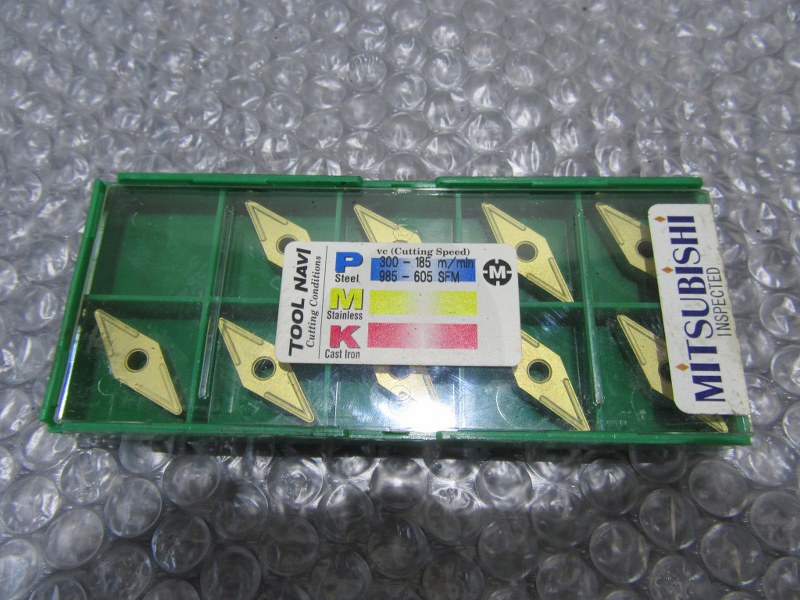 TOOL NAVI
Cutting Conditions
vc (Cutting Speed)
P
Steel
300 - 185 m/min
985 - 605 SFM
M
Stainless
K
Cast Iron
M
MITSUBISHI
INSPECTED